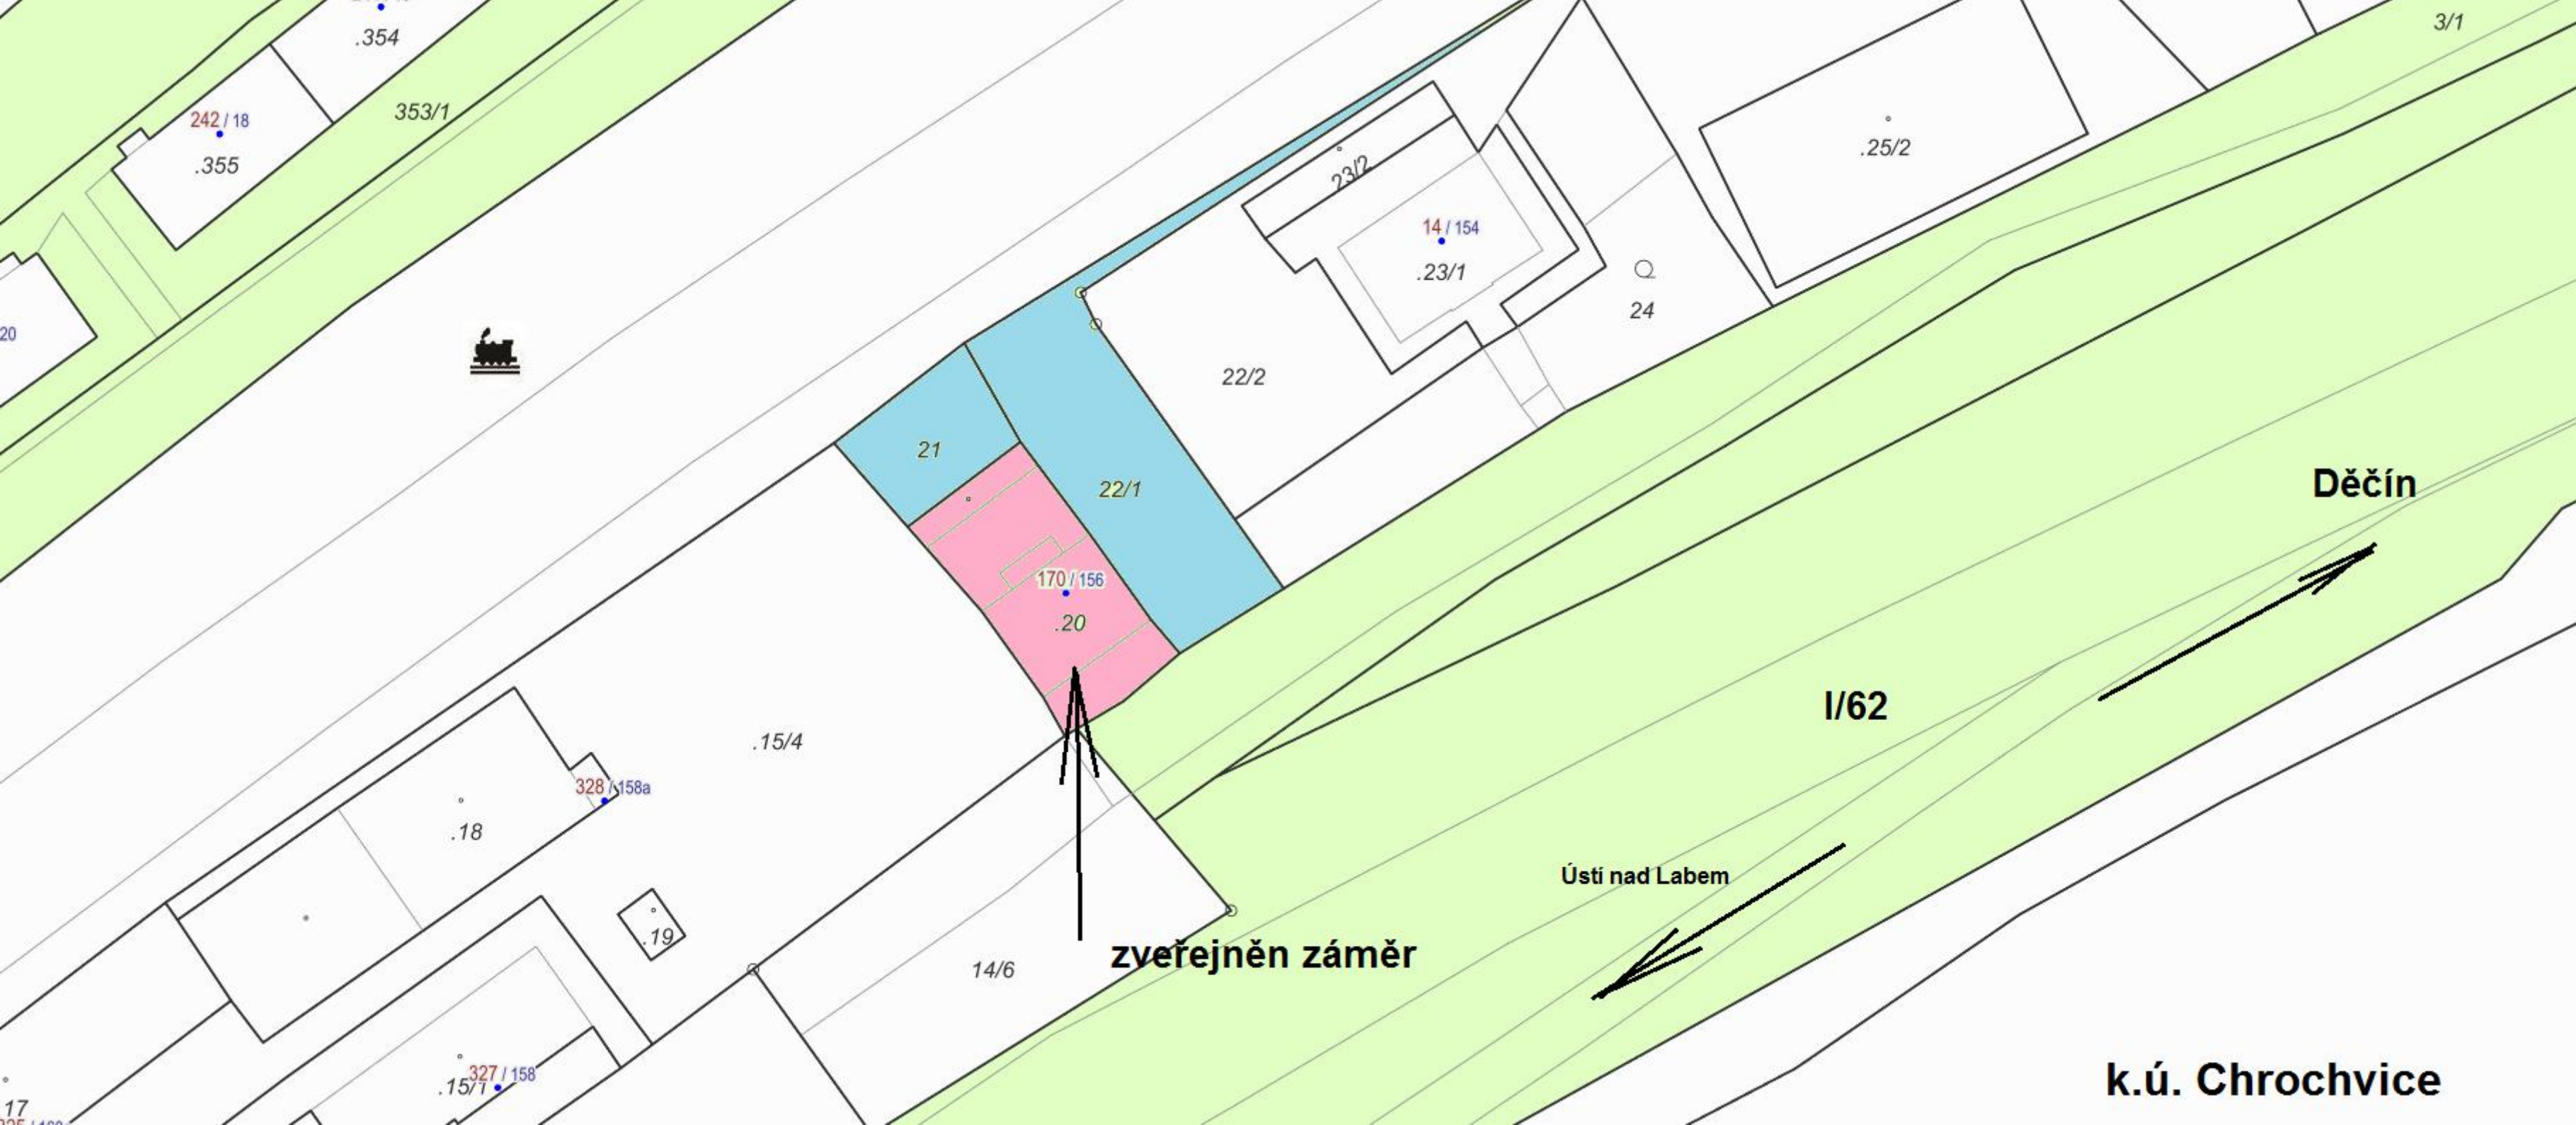 .354
3/1
242 / 18
353/1
.355
.25/2
23/2
14 / 154
.23/1
24
20
22/2
21
22/1
Děčín
170 / 156
.20
I/62
.15/4
328 / 158a
.18
Ústí nad Labem
.19
zveřejněn záměr
14/6
327 / 158
.15/1
k.ú. Chrochvice
17